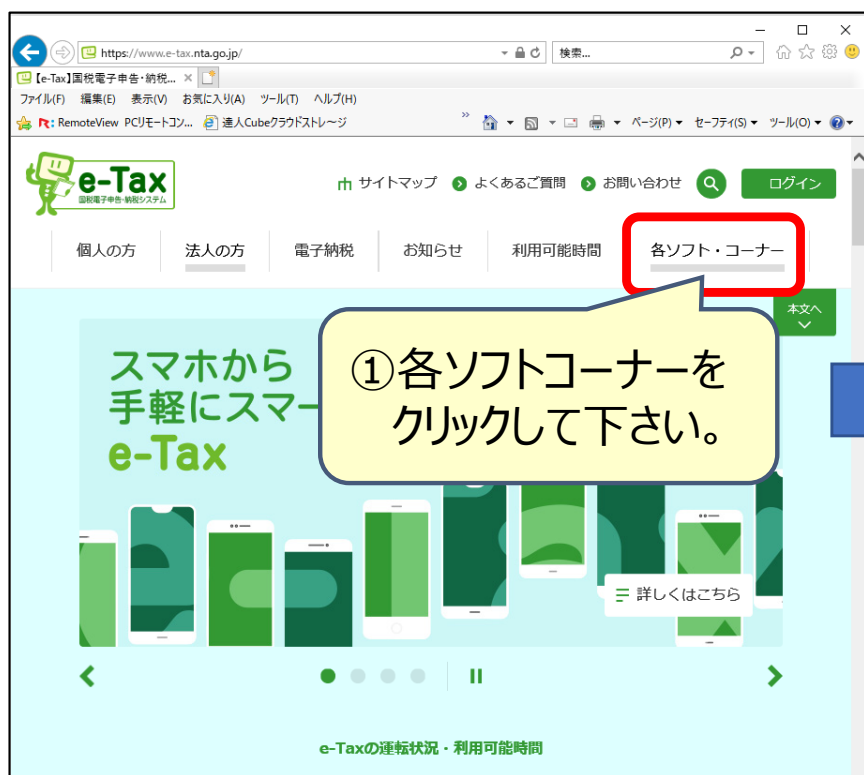 https://www.e-tax.nta.go.jp/
検索...
【e-Tax】国税電子申告・納税...
ファイル(F) 編集(E) 表示(V) お気に入り(A) ツール(T) ヘルプ(H)
RemoteView PCリモートコン... 達人Cubeクラウドストレージ ページ(P) セーフティ(S) ツール(O)
e-Tax
国税電子申告・納税システム
サイトマップ よくあるご質問 お問い合わせ ログイン
個人の方 法人の方 電子納税 お知らせ 利用可能時間 各ソフト・コーナー
本文へ
スマホから
手軽にスマー
e-Tax
①各ソフトコーナーを
クリックして下さい。
詳しくはこちら
e-Taxの運転状況・利用可能時間